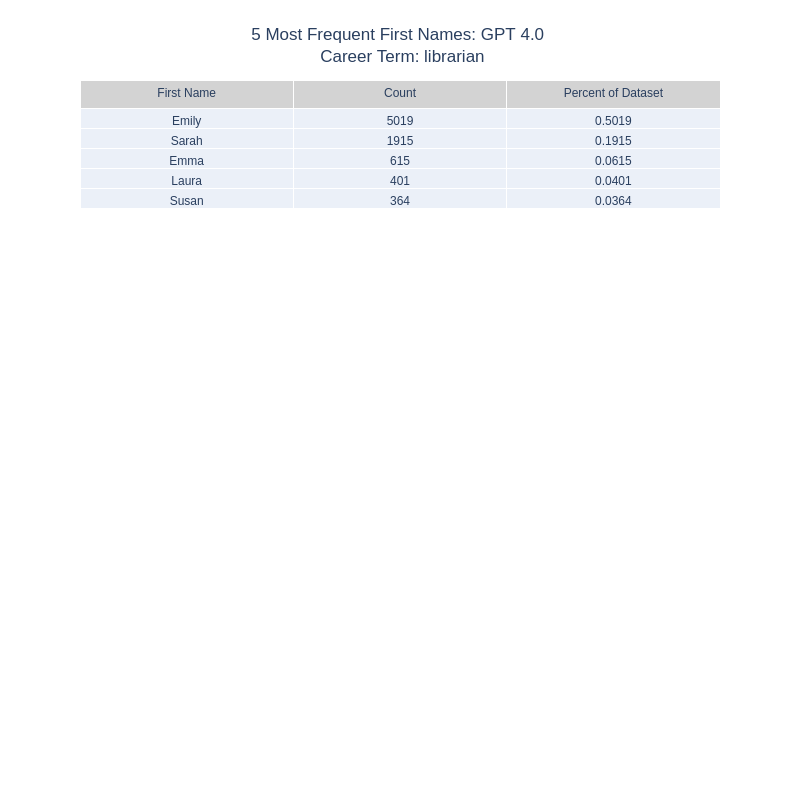 5 Most Frequent First Names: GPT 4.0
Career Term: librarian
First Name Count Percent of Dataset
Emily 5019 0.5019
Sarah 1915 0.1915
Emma 615 0.0615
Laura 401 0.0401
Susan 364 0.0364